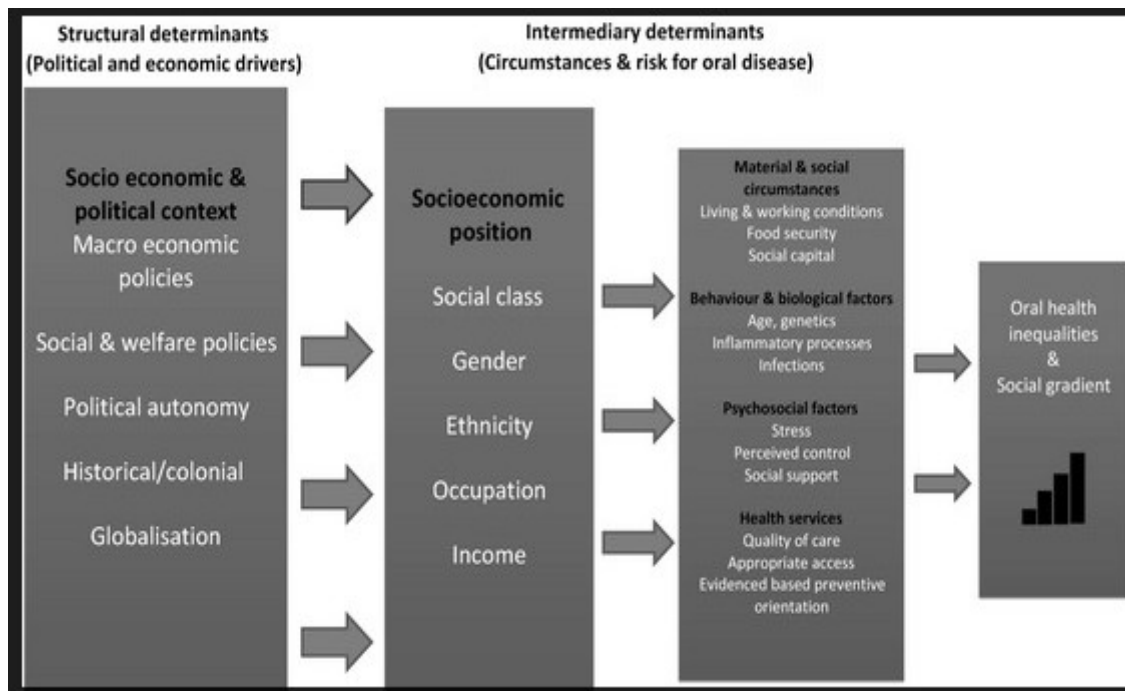 Structural determinants
(Political and economic drivers)
Intermediary determinants
(Circumstances & risk for oral disease)
Socio economic &
political context
Macro economic
policies
Social & welfare policies
Political autonomy
Historical/colonial
Globalisation
Socioeconomic
position
Social class
Gender
Ethnicity
Occupation
Income
Material & social
circumstances
Living & working conditions
Food security
Social capital
Behaviour & biological factors
Age, genetics
Inflammatory processes
Infections
Psychosocial factors
Stress
Perceived control
Social support
Health services
Quality of care
Appropriate access
Evidenced based preventive
orientation
Oral health
inequalities
&
Social gradient